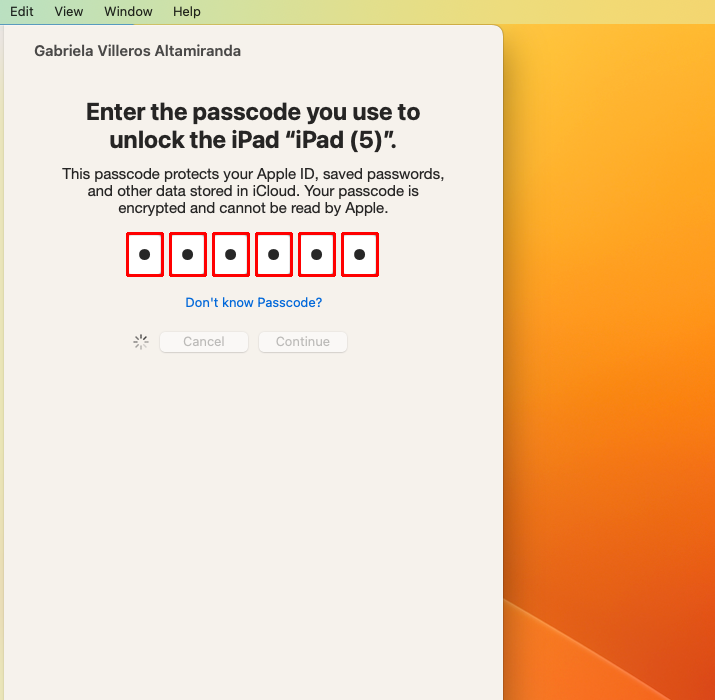 Edit View Window Help
Gabriela Villeros Altamiranda
Enter the passcode you use to
unlock the iPad “iPad (5)”.
This passcode protects your Apple ID, saved passwords,
and other data stored in iCloud. Your passcode is
encrypted and cannot be read by Apple.
Don't know Passcode?
Cancel Continue